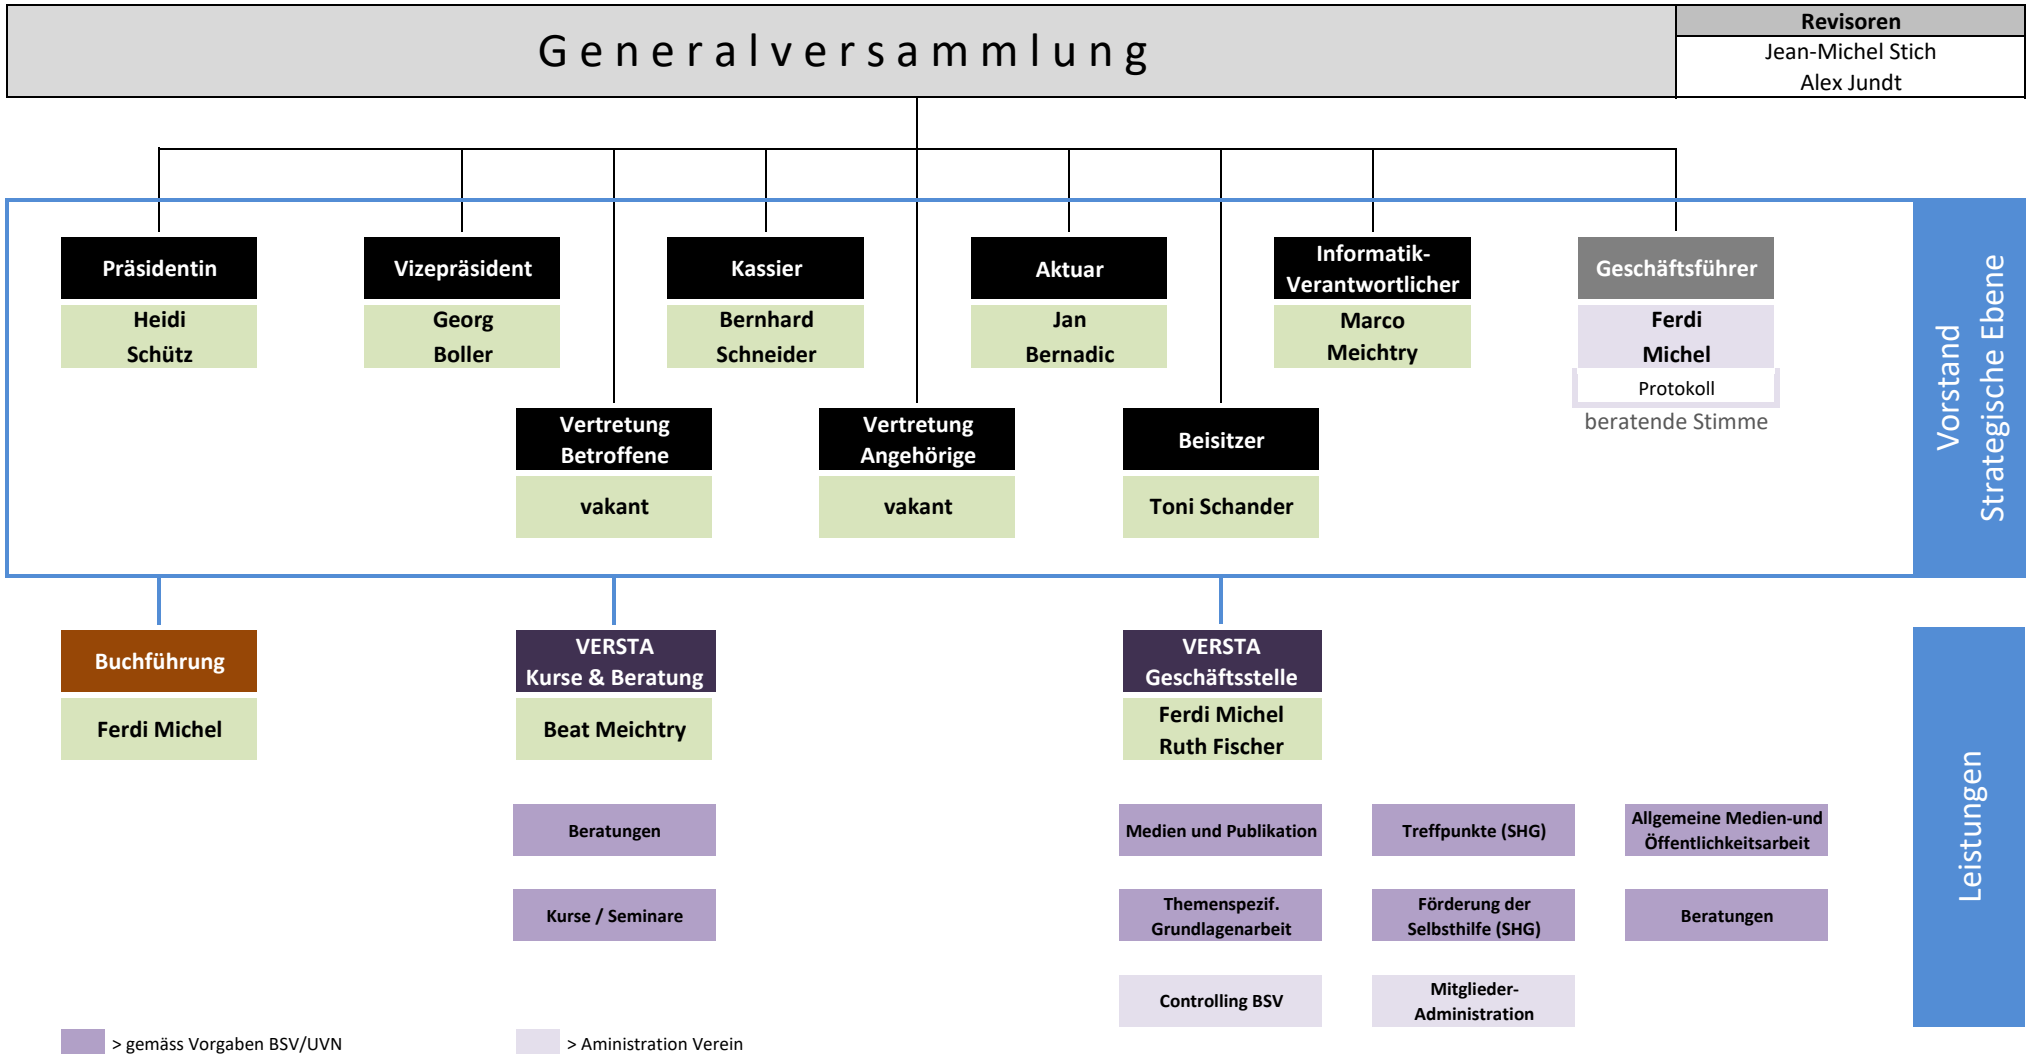 Generalversammlung
Revisoren
Jean-Michel Stich
Alex Jundt
Präsidentin
Heidi
Schütz
Vizepräsident
Georg
Boller
Kassier
Bernhard
Schneider
Aktuar
Jan
Bernadic
Informatik-
Verantwortlicher
Marco
Meichtry
Geschäftsführer
Ferdi
Michel
Protokoll
beratende Stimme
Vertretung
Betroffene
vakant
Vertretung
Angehörige
vakant
Beisitzer
Toni Schander
Vorstand
Strategische Ebene
Buchführung
Ferdi Michel
VERSTA
Kurse & Beratung
Beat Meichtry
VERSTA
Geschäftsstelle
Ferdi Michel
Ruth Fischer
Beratungen
Kurse / Seminare
Medien und Publikation
Treffpunkte (SHG)
Allgemeine Medien-und
Öffentlichkeitsarbeit
Themenspezif.
Grundlagenarbeit
Förderung der
Selbsthilfe (SHG)
Beratungen
Controlling BSV
Mitglieder-
Administration
Leistungen
> gemäss Vorgaben BSV/UVN
> Aministration Verein